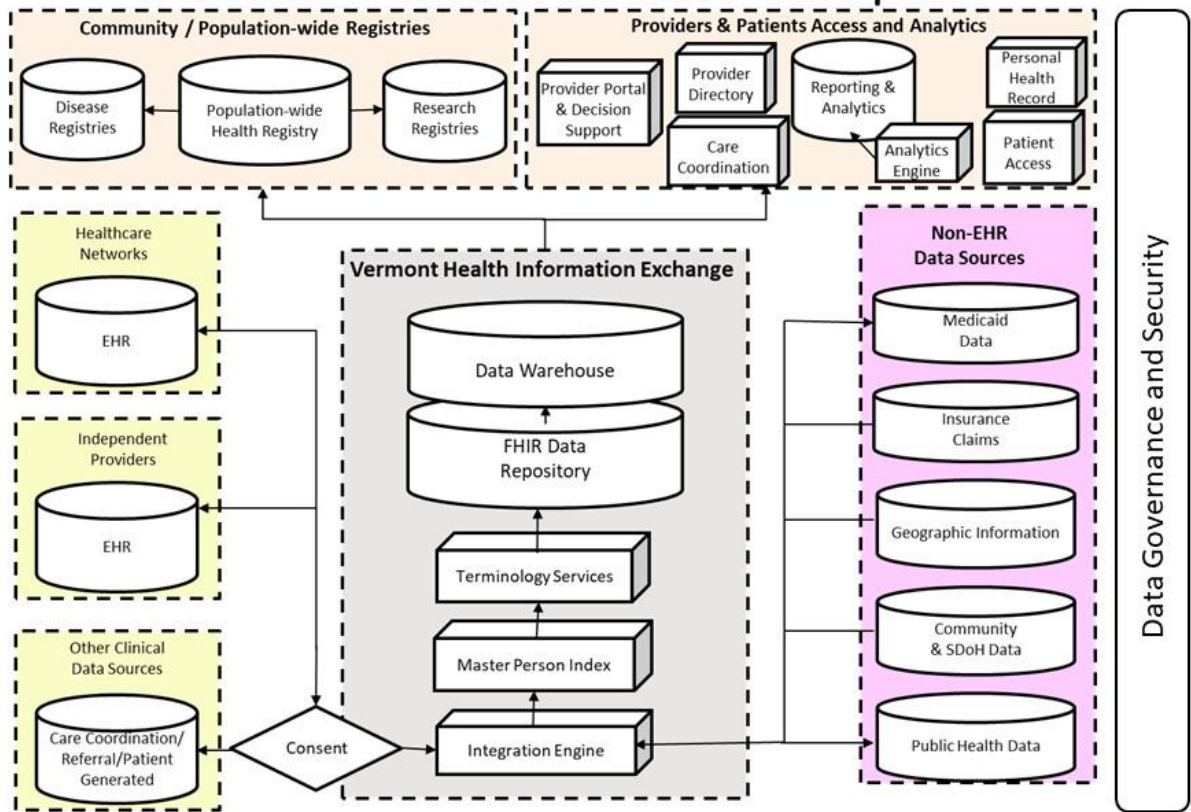 Community / Population-wide Registries
Disease
Registries
Population-wide
Health Registry
Research
Registries
Providers & Patients Access and Analytics
Provider Portal
& Decision
Support
Provider
Directory
Care
Coordination
Reporting &
Analytics
Analytics
Engine
Personal
Health
Record
Patient
Access
Healthcare
Networks
EHR
Independent
Providers
EHR
Other Clinical
Data Sources
Care Coordination/
Referral/Patient
Generated
Consent
Vermont Health Information Exchange
Data Warehouse
FHIR Data
Repository
Terminology Services
Master Person Index
Integration Engine
Non-EHR
Data Sources
Medicaid
Data
Insurance
Claims
Geographic Information
Community
& SDoH Data
Public Health Data
Data Governance and Security